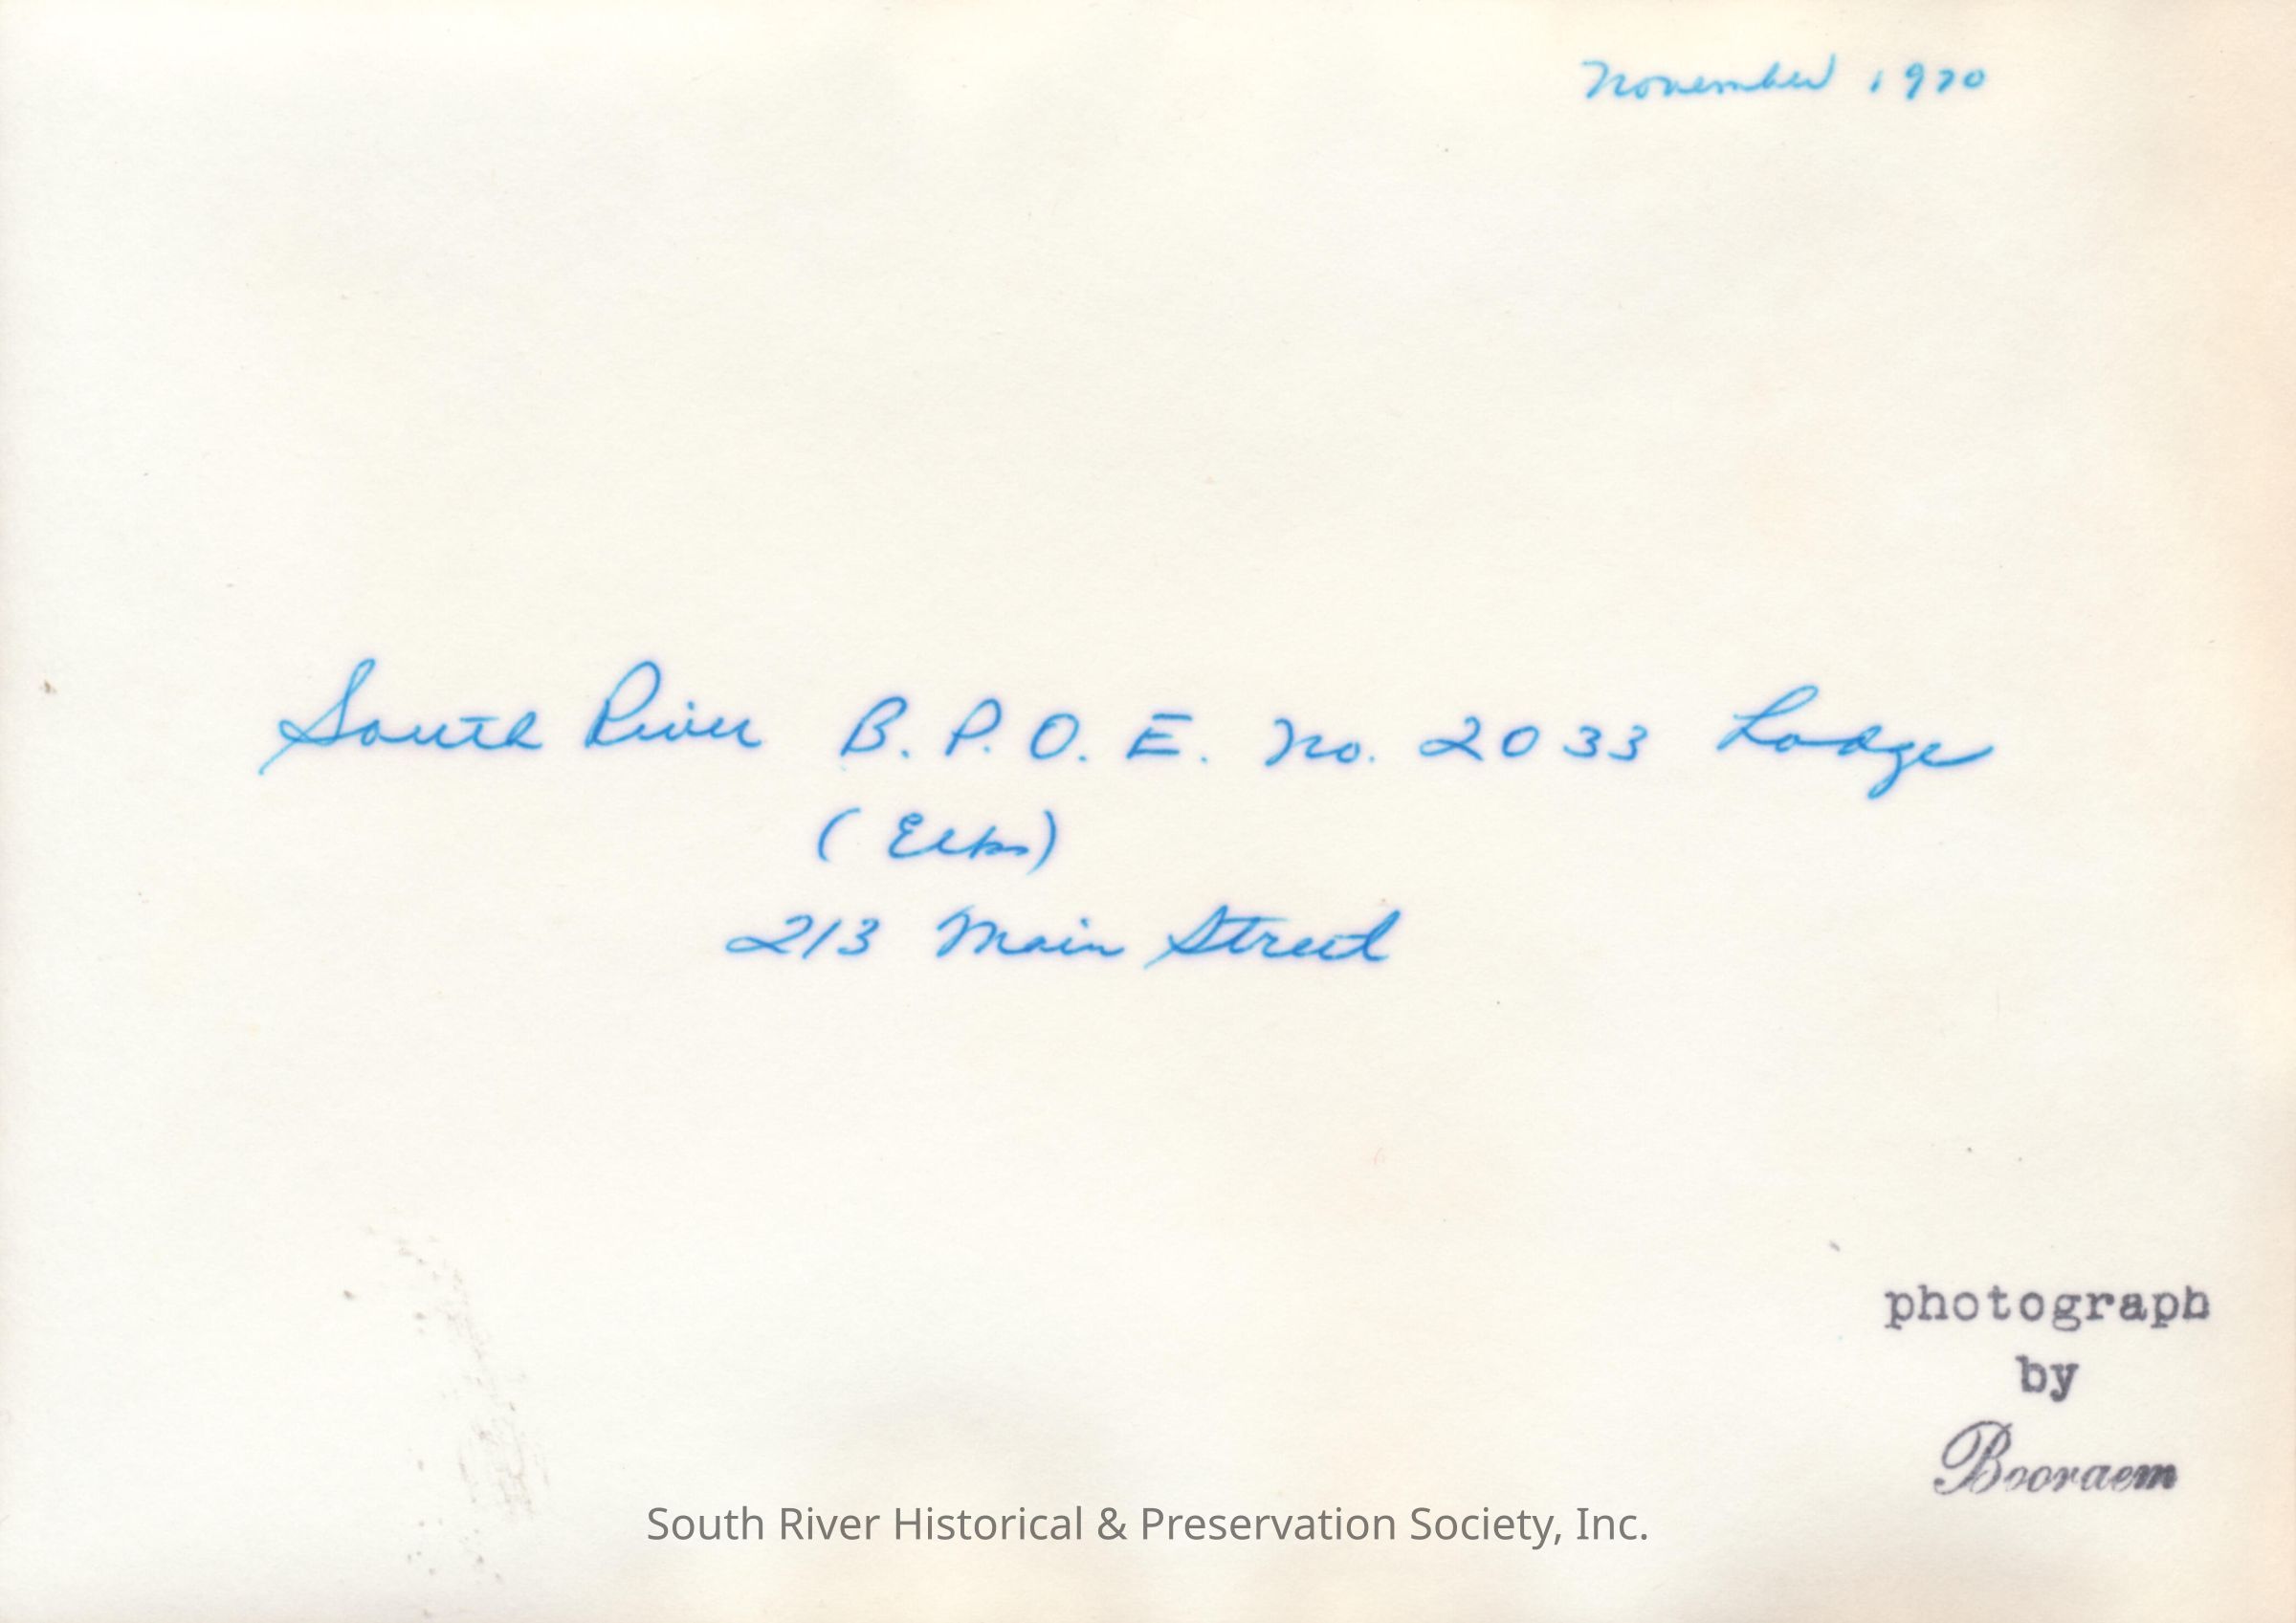 November 1970
South River B.P.O.E. No. 2033 Lodge
(Elks)
213 Main Street
photograph
by
Booraem
South River Historical & Preservation Society, Inc.